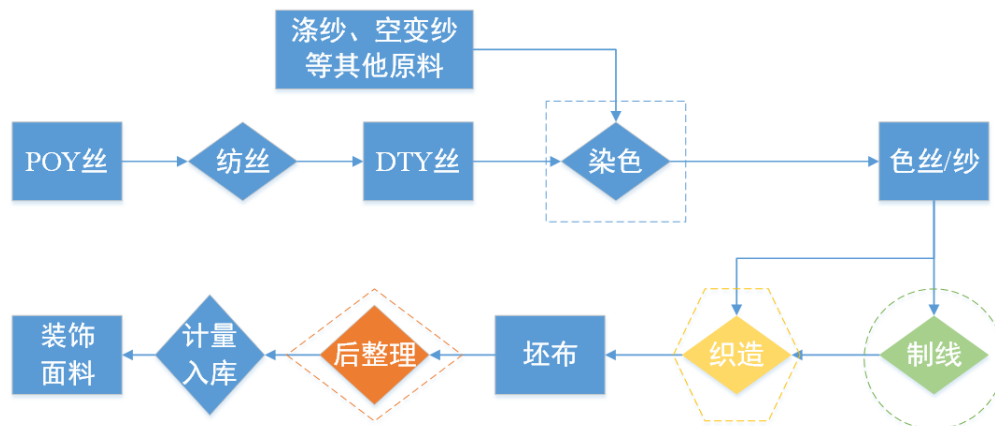 涤纱、空变纱
等其他原料
POY丝
纺丝
DTY丝
染色
色丝/纱
装饰
面料
计量
入库
后整理
坯布
织造
制线